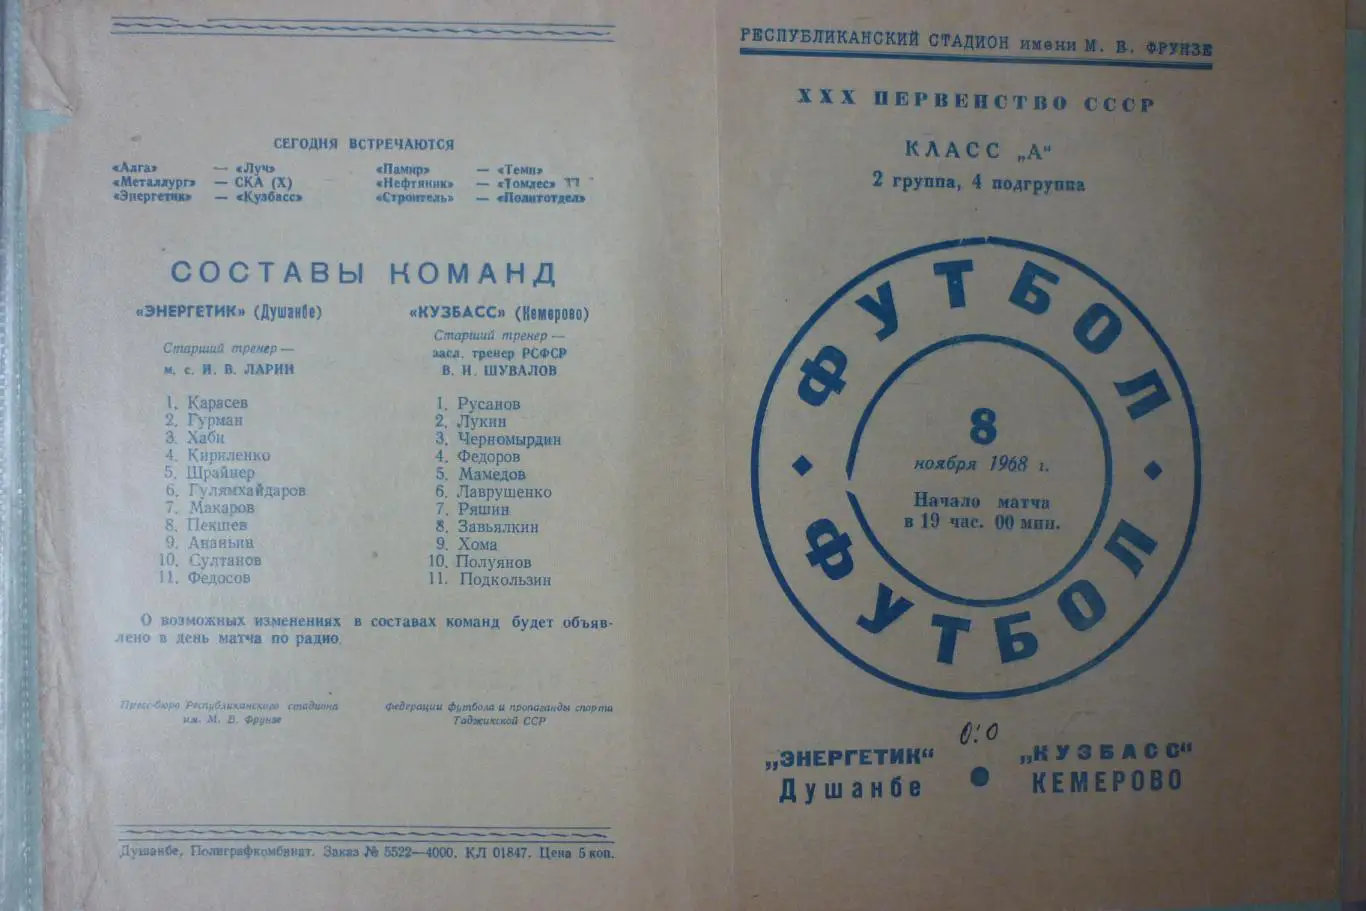 СЕГОДНЯ ВСТРЕЧАЮТСЯ
«Алга» — «Луч» «Памир» — «Темп»
«Металлург» — СКА (Х) «Нефтяник» — «Томлес»
«Энергетик» — «Кузбасс» «Строитель» — «Политотдел»
СОСТАВЫ КОМАНД
«ЭНЕРГЕТИК» (Душанбе)
Старший тренер —
м. с. И. В. ЛАРИН
1. Карасев
2. Гурман
3. Хаби
4. Кириленко
5. Шрайнер
6. Гулямхайдаров
7. Макаров
8. Пекшев
9. Ананьин
10. Султанов
11. Федосов
«КУЗБАСС» (Кемерово)
Старший тренер —
засл. тренер РСФСР
В. И. ШУВАЛОВ
1. Русанов
2. Лукин
3. Черномырдин
4. Федоров
5. Мамедов
6. Лаврушенко
7. Ряшин
8. Завьялкин
9. Хома
10. Полуянов
11. Подкользин
О возможных изменениях в составах команд будет объяв-
лено в день матча по радио.
Пресс-бюро Республиканского стадиона
им. М. В. Фрунзе
Федерации футбола и пропаганды спорта
Таджикской ССР
Душанбе, Полиграфкомбинат. Заказ № 5522—4000. КЛ 01847. Цена 5 коп.
РЕСПУБЛИКАНСКИЙ СТАДИОН имени М. В. ФРУНЗЕ
XXX ПЕРВЕНСТВО СССР
КЛАСС „А"
2 группа, 4 подгруппа
ФУТБОЛ
8
ноября 1968 г.
Начало матча
в 19 час. 00 мин.
ФУТБОЛ
0:0
„ЭНЕРГЕТИК" „КУЗБАСС"
Душанбе ● КЕМЕРОВО